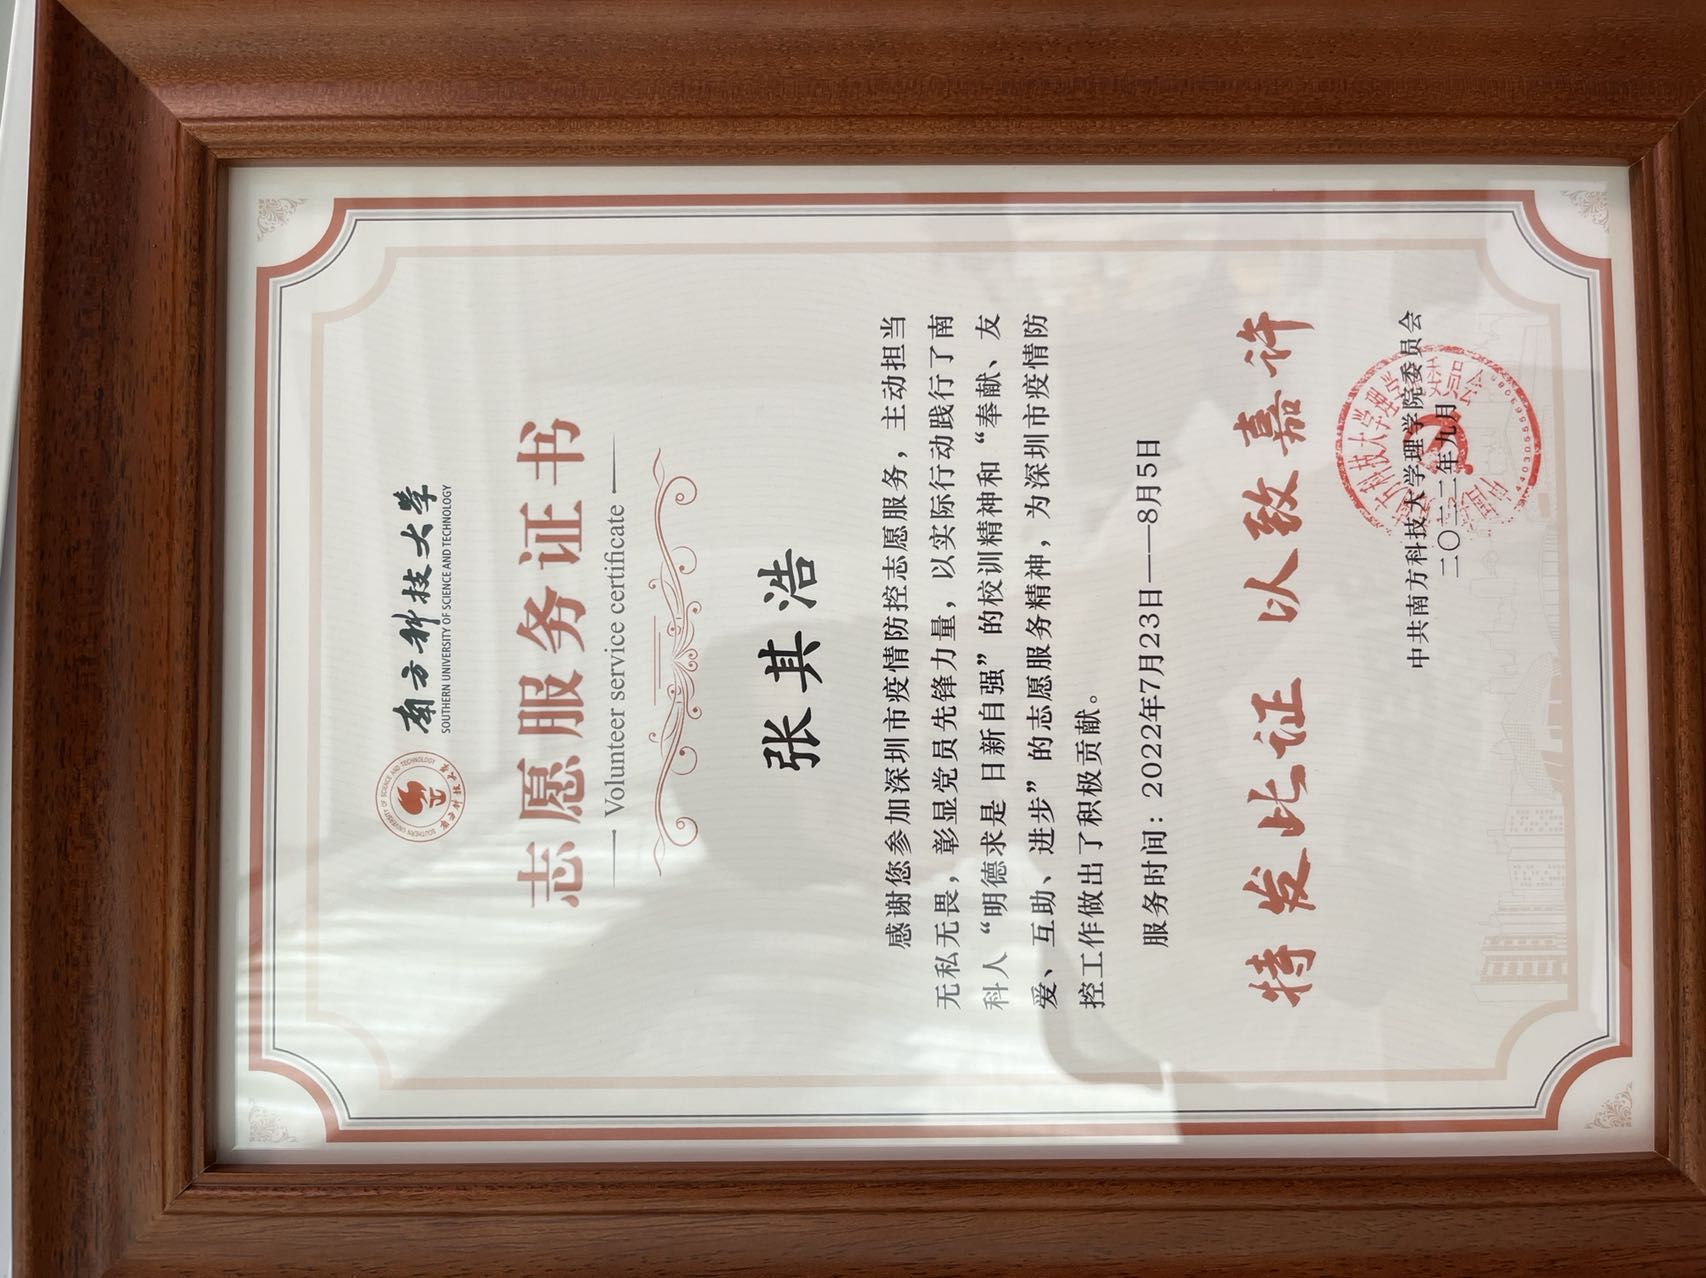 南方科技大学
SOUTHERN UNIVERSITY OF SCIENCE AND TECHNOLOGY
志愿服务证书
Volunteer service certificate
张其浩
感谢您参加深圳市疫情防控志愿服务，主动担当
无私无畏，彰显党员先锋力量，以实际行动践行了南
科人“明德求是 日新自强”的校训精神和“奉献、友
爱、互助、进步”的志愿服务精神，为深圳市疫情防
控工作做出了积极贡献。
服务时间：2022年7月23日——8月5日
特发此证 以致嘉许
中共南方科技大学理学院委员会
二〇二二年九月